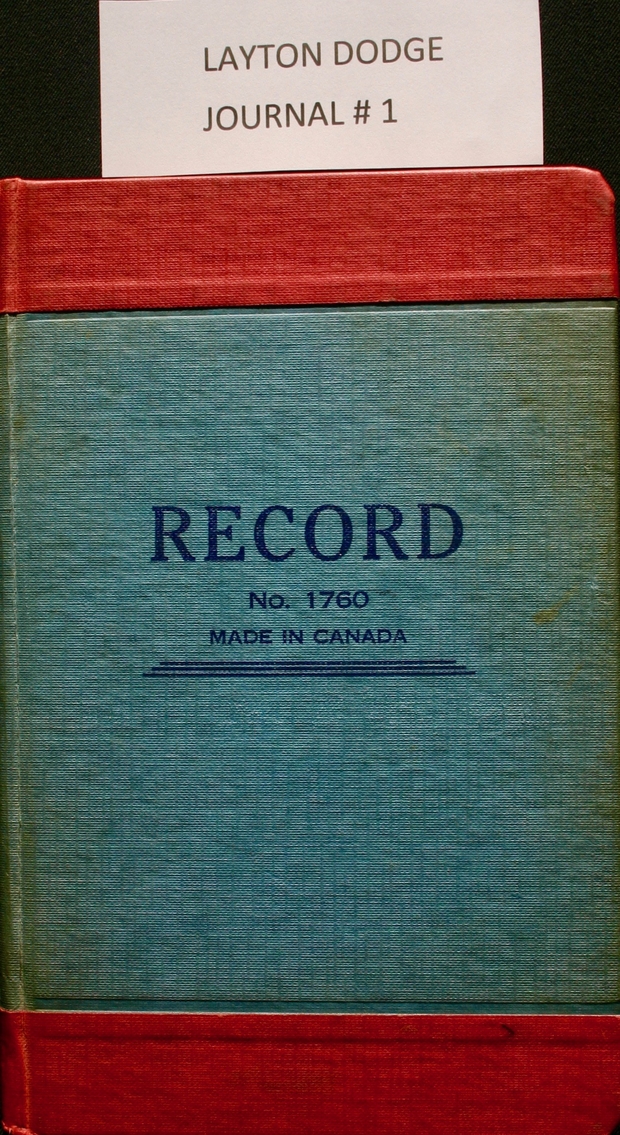 LAYTON DODGE
JOURNAL # 1
RECORD
No. 1760
MADE IN CANADA